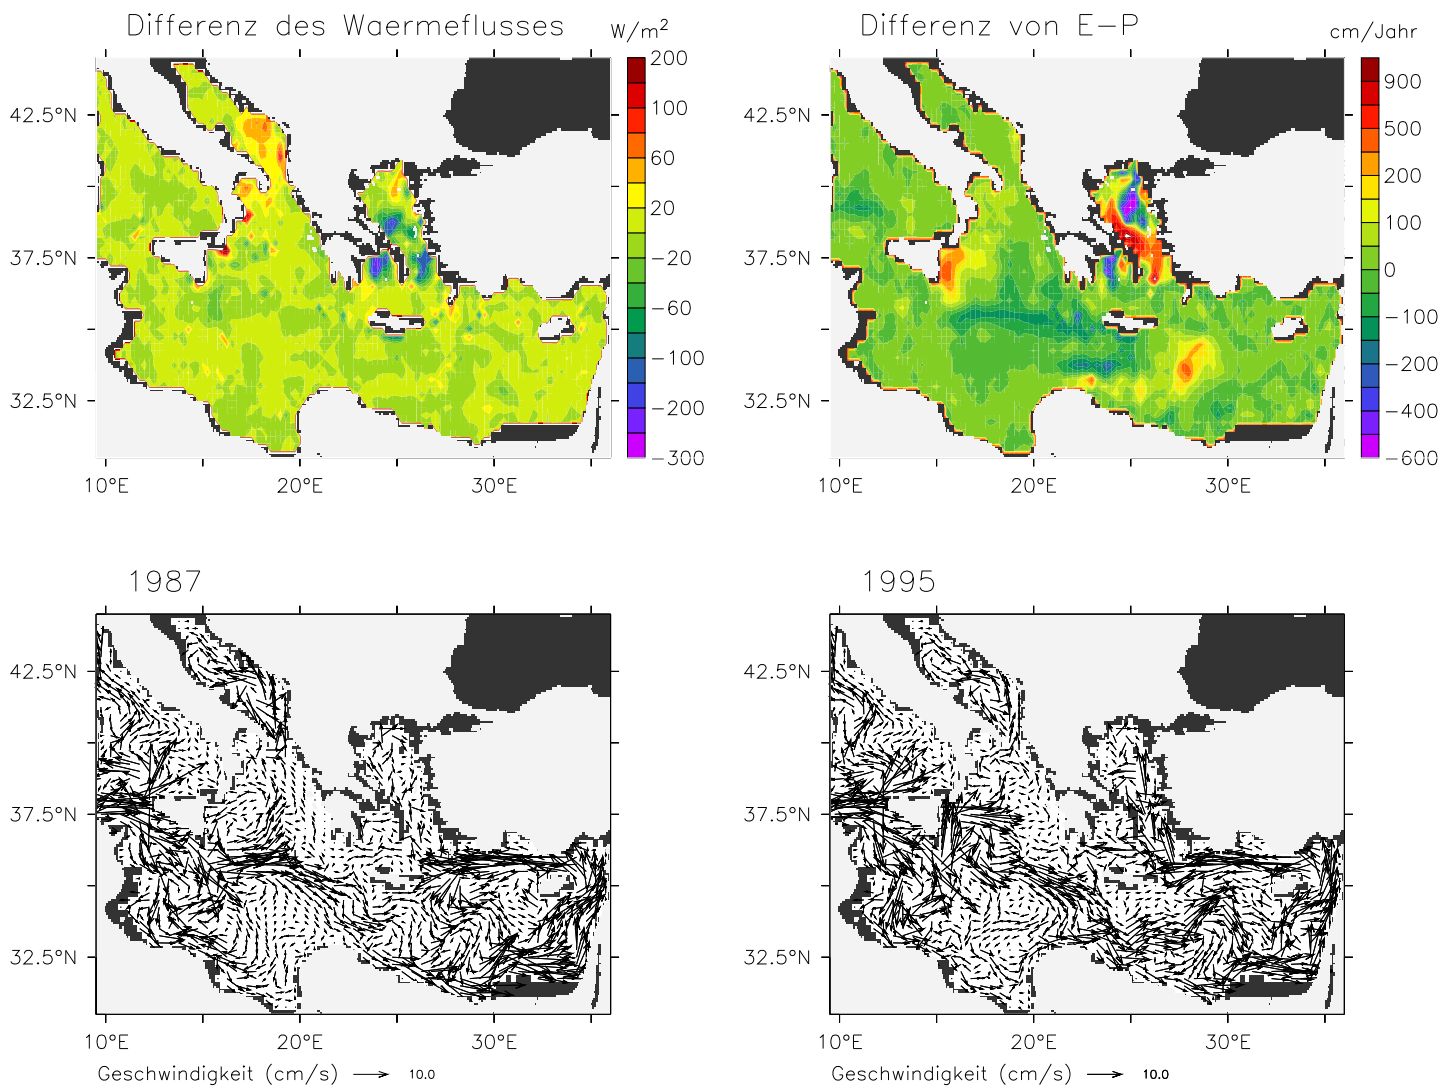 Differenz des Waermeflusses W/m²
200
100
60
20
−20
−60
−100
−200
−300
42.5°N
37.5°N
32.5°N
10°E 20°E 30°E
Differenz von E−P cm/Jahr
900
500
200
100
0
−100
−200
−400
−600
42.5°N
37.5°N
32.5°N
10°E 20°E 30°E
1987
42.5°N
37.5°N
32.5°N
10°E 20°E 30°E
Geschwindigkeit (cm/s) 10.0
1995
42.5°N
37.5°N
32.5°N
10°E 20°E 30°E
Geschwindigkeit (cm/s) 10.0